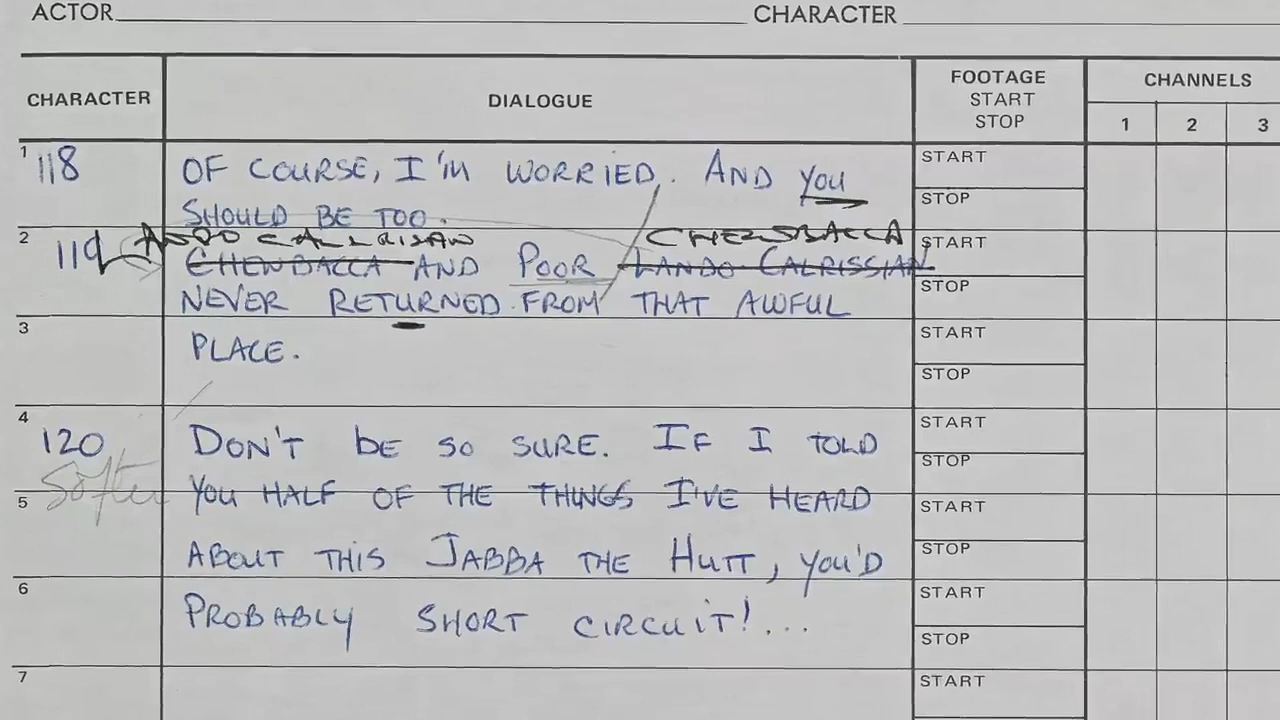 ACTOR CHARACTER
CHARACTER DIALOGUE FOOTAGE START STOP CHANNELS 1 2 3
1 118 OF COURSE, I'M WORRIED. AND YOU START
SHOULD BE TOO. STOP
LANDO CALLRISIAN CHEWBACCA
2 119 CHEWBACCA AND POOR LANDO CALRISSIAN START
NEVER RETURNED FROM THAT AWFUL STOP
3 PLACE. START
STOP
4 120 DON'T BE SO SURE. IF I TOLD START
Softer YOU HALF OF THE THINGS I'VE HEARD STOP
5 START
ABOUT THIS JABBA THE HUTT, YOU'D STOP
6 PROBABLY SHORT CIRCUIT!... START
STOP
7 START